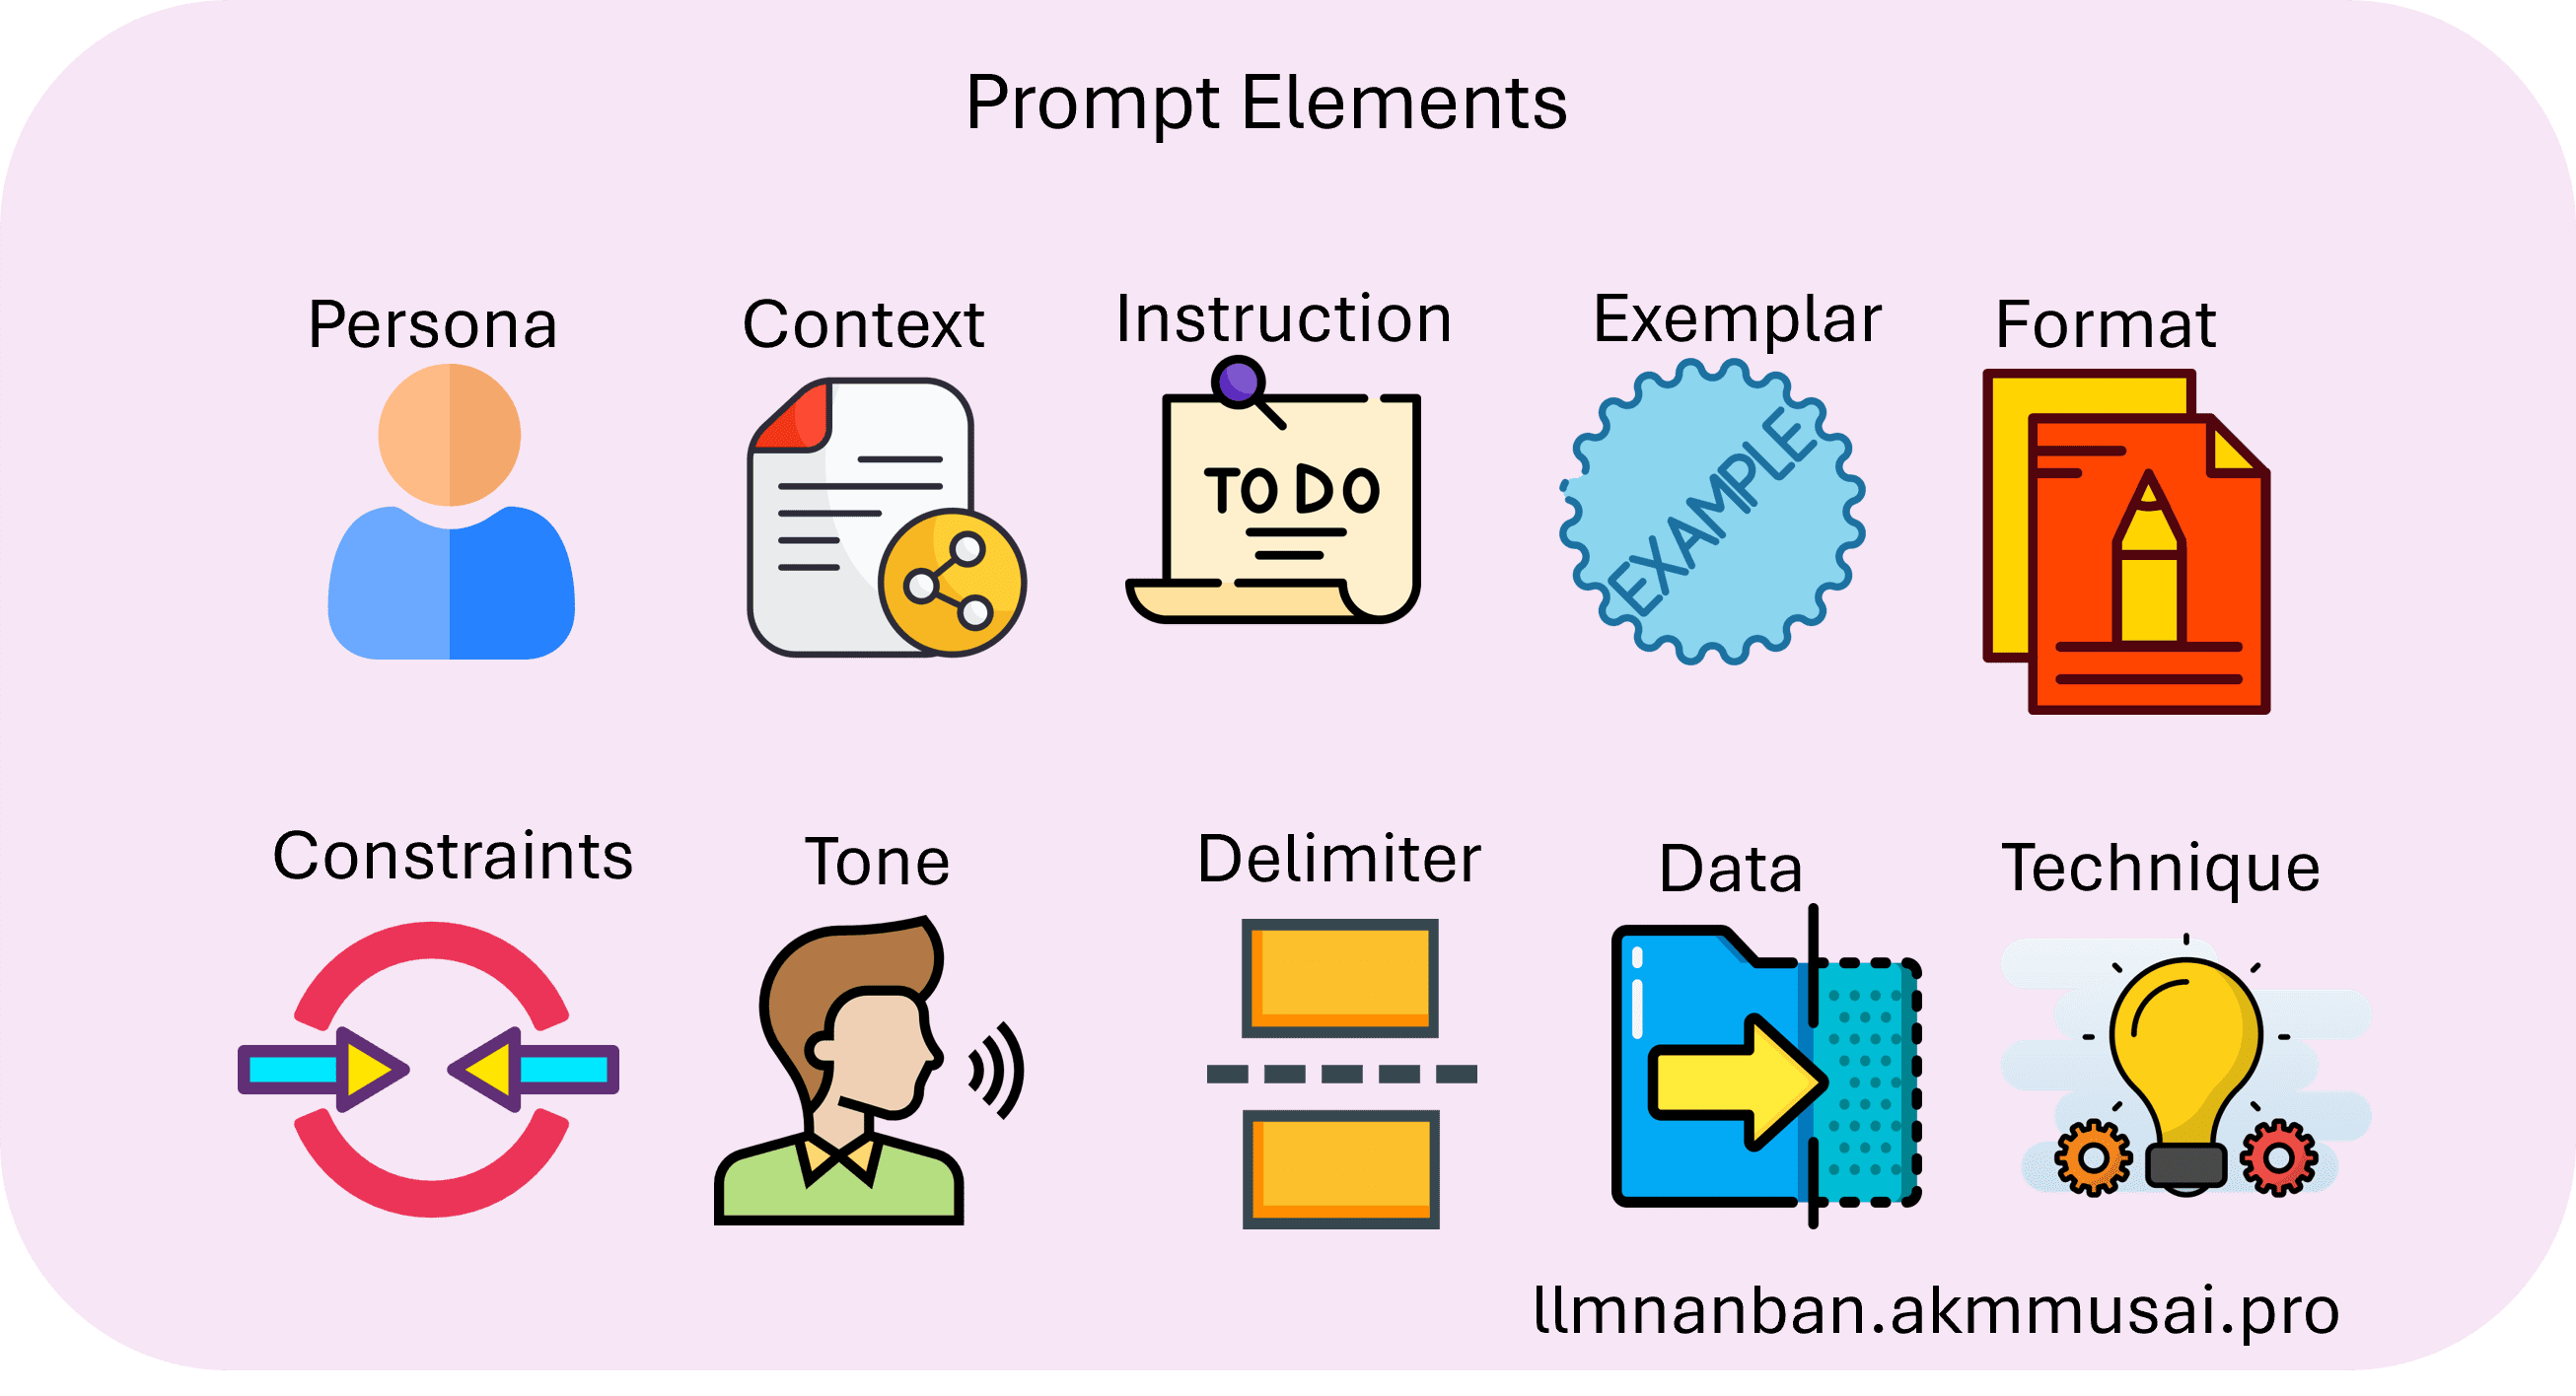 Prompt Elements
Persona
Context
Instruction
Exemplar
Format
TO DO
EXAMPLE
Constraints
Tone
Delimiter
Data
Technique
llmnanban.akmmusai.pro